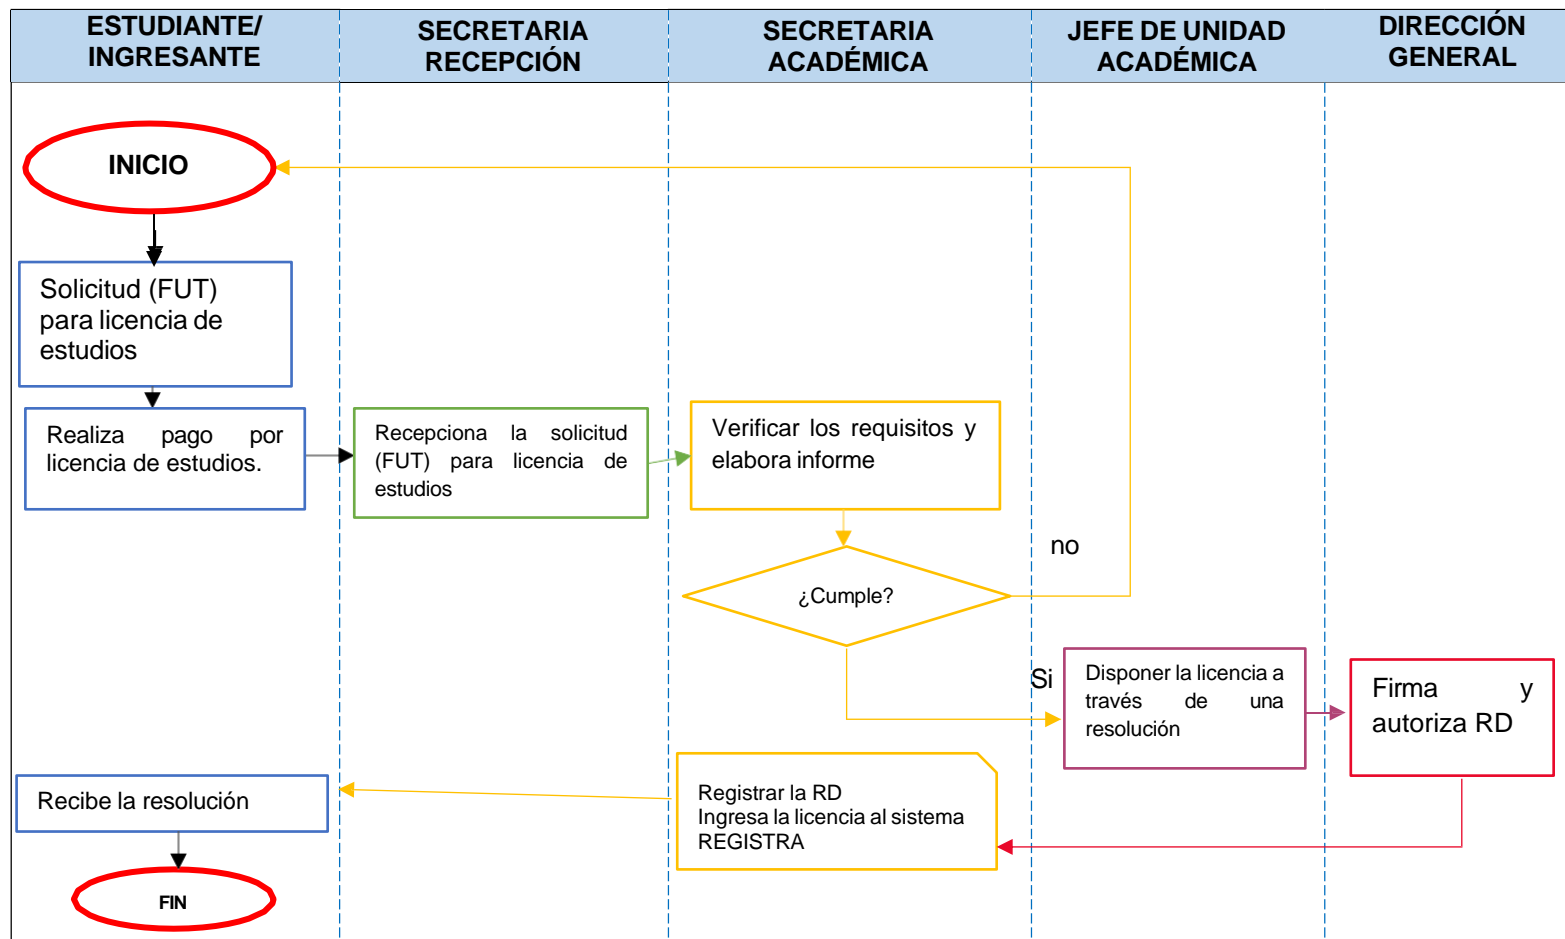 ESTUDIANTE/
INGRESANTE
SECRETARIA
RECEPCIÓN
SECRETARIA
ACADÉMICA
JEFE DE UNIDAD
ACADÉMICA
DIRECCIÓN
GENERAL
INICIO
Solicitud (FUT)
para licencia de
estudios
Realiza pago por
licencia de estudios.
Recepciona la solicitud
(FUT) para licencia de
estudios
Verificar los requisitos y
elabora informe
no
¿Cumple?
Si
Disponer la licencia a
través de una
resolución
Firma y
autoriza RD
Registrar la RD
Ingresa la licencia al sistema
REGISTRA
Recibe la resolución
FIN